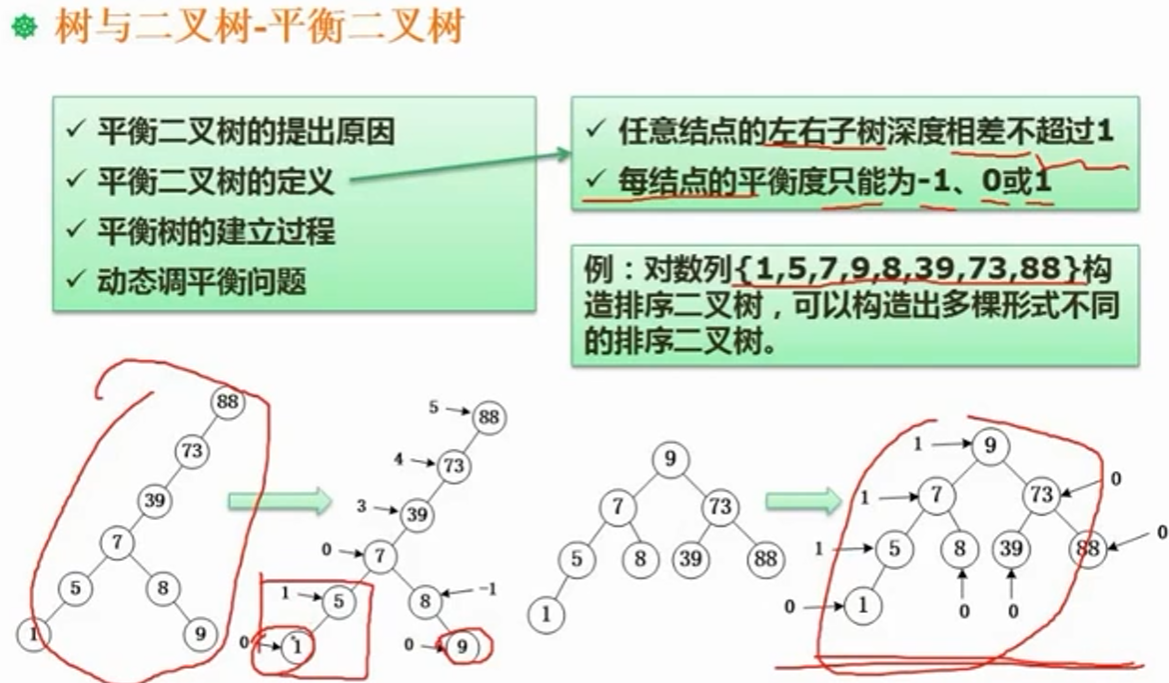 树与二叉树-平衡二叉树
✓ 平衡二叉树的提出原因
✓ 平衡二叉树的定义
✓ 平衡树的建立过程
✓ 动态调平衡问题
✓ 任意结点的左右子树深度相差不超过1
✓ 每结点的平衡度只能为-1、0或1
例：对数列{1,5,7,9,8,39,73,88}构
造排序二叉树，可以构造出多棵形式不同
的排序二叉树。
88
73
39
7
5 8
1 9
5 88
4 73
3 39
0 7
1 5 8 -1
0 1 0 9
9
7 73
5 8 39 88
1
1 9
1 7 73 0
1 5 8 39 88 0
0 1 0 0